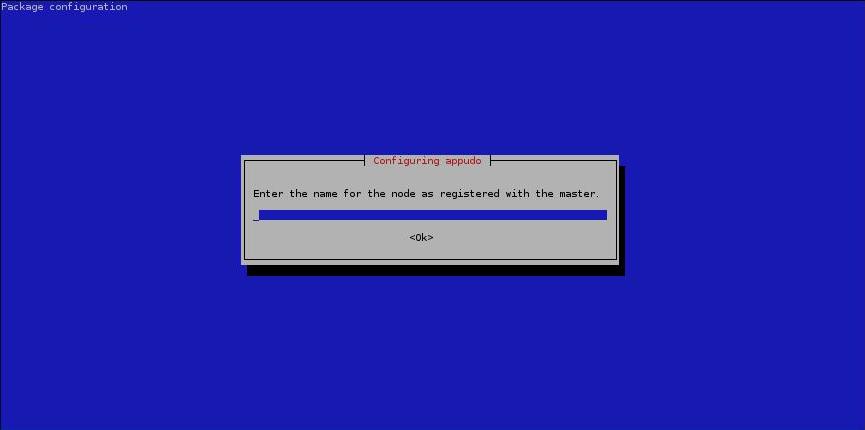 Package configuration
Configuring appudo
Enter the name for the node as registered with the master.
<Ok>